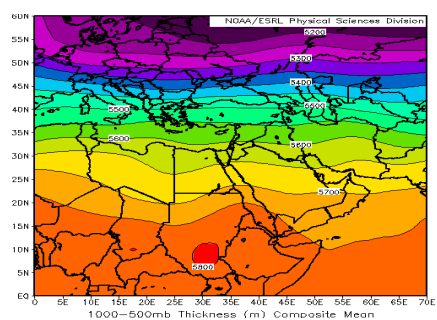 NOAA/ESRL Physical Sciences Division
60N
55N
50N
45N
40N
35N
30N
25N
20N
15N
10N
5N
EQ
5200
5300
5400
5500
5500
5600
5600
5700
5800
0
5E
10E
15E
20E
25E
30E
35E
40E
45E
50E
55E
60E
65E
70E
1000-500mb Thickness (m) Composite Mean